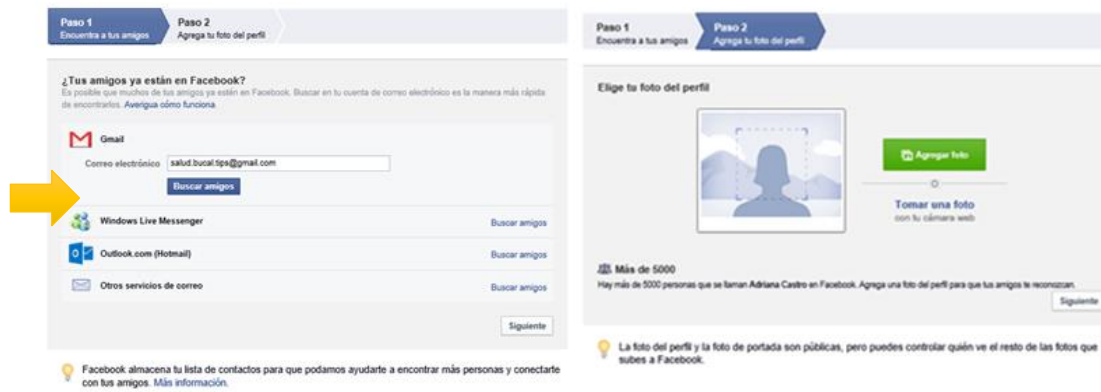 Paso 1
Encuentra a tus amigos
Paso 2
Agrega tu foto del perfil
¿Tus amigos ya están en Facebook?
Es posible que muchos de tus amigos ya estén en Facebook. Buscar en tu cuenta de correo electrónico es la manera más rápida
de encontrarlos. Averigua cómo funciona.
Gmail
Correo electrónico salud.bucal.tips@gmail.com
Buscar amigos
Windows Live Messenger Buscar amigos
Outlook.com (Hotmail) Buscar amigos
Otros servicios de correo Buscar amigos
Siguiente
Facebook almacena tu lista de contactos para que podamos ayudarte a encontrar más personas y conectarte
con tus amigos. Más información.
Paso 1
Encuentra a tus amigos
Paso 2
Agrega tu foto del perfil
Elige tu foto del perfil
Agregar foto
o
Tomar una foto
con tu cámara web
Más de 5000
Hay más de 5000 personas que se llaman Adriana Castro en Facebook. Agrega una foto del perfil para que tus amigos te reconozcan.
Siguiente
La foto del perfil y la foto de portada son públicas, pero puedes controlar quién ve el resto de las fotos que
subes a Facebook.